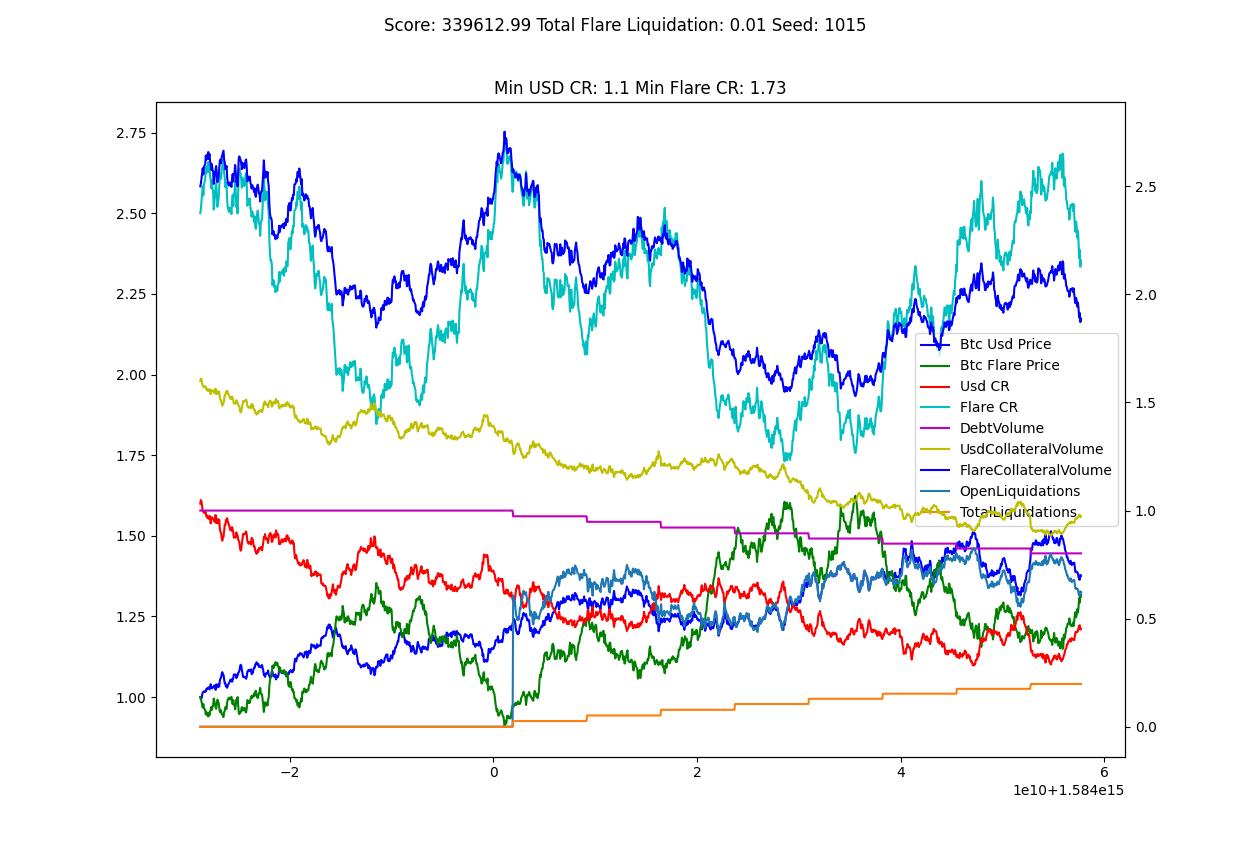 Score: 339612.99 Total Flare Liquidation: 0.01 Seed: 1015
Min USD CR: 1.1 Min Flare CR: 1.73
2.75
2.50
2.25
2.00
1.75
1.50
1.25
1.00
2.5
2.0
1.5
1.0
0.5
0.0
Btc Usd Price
Btc Flare Price
Usd CR
Flare CR
DebtVolume
UsdCollateralVolume
FlareCollateralVolume
OpenLiquidations
TotalLiquidations
−2
0
2
4
6
1e10+1.584e15